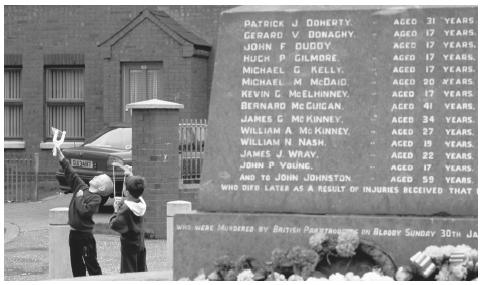 PATRICK J DOHERTY. AGED 31 YEARS.
GERARD V DONAGHY. " AGED 17 YEARS.
JOHN F DUDDY. " AGED 17 YEARS.
HUGH P GILMORE. " AGED 17 YEARS.
MICHAEL G KELLY. " AGED 17 YEARS.
MICHAEL M McDAID. " AGED 20 YEARS.
KEVIN G McELHINNEY. " AGED 17 YEARS.
BERNARD McGUIGAN. " AGED 41 YEARS.
JAMES G McKINNEY. " AGED 34 YEARS.
WILLIAM A McKINNEY. " AGED 27 YEARS.
WILLIAM N NASH. " AGED 19 YEARS.
JAMES J WRAY. " AGED 22 YEARS.
JOHN P YOUNG. " AGED 17 YEARS.
AND TO JOHN JOHNSTON. " AGED 59 YEARS.
WHO DIED LATER AS A RESULT OF INJURIES RECEIVED THAT
WHO WERE MURDERED BY BRITISH PARATROOPERS ON BLOODY SUNDAY 30TH JA